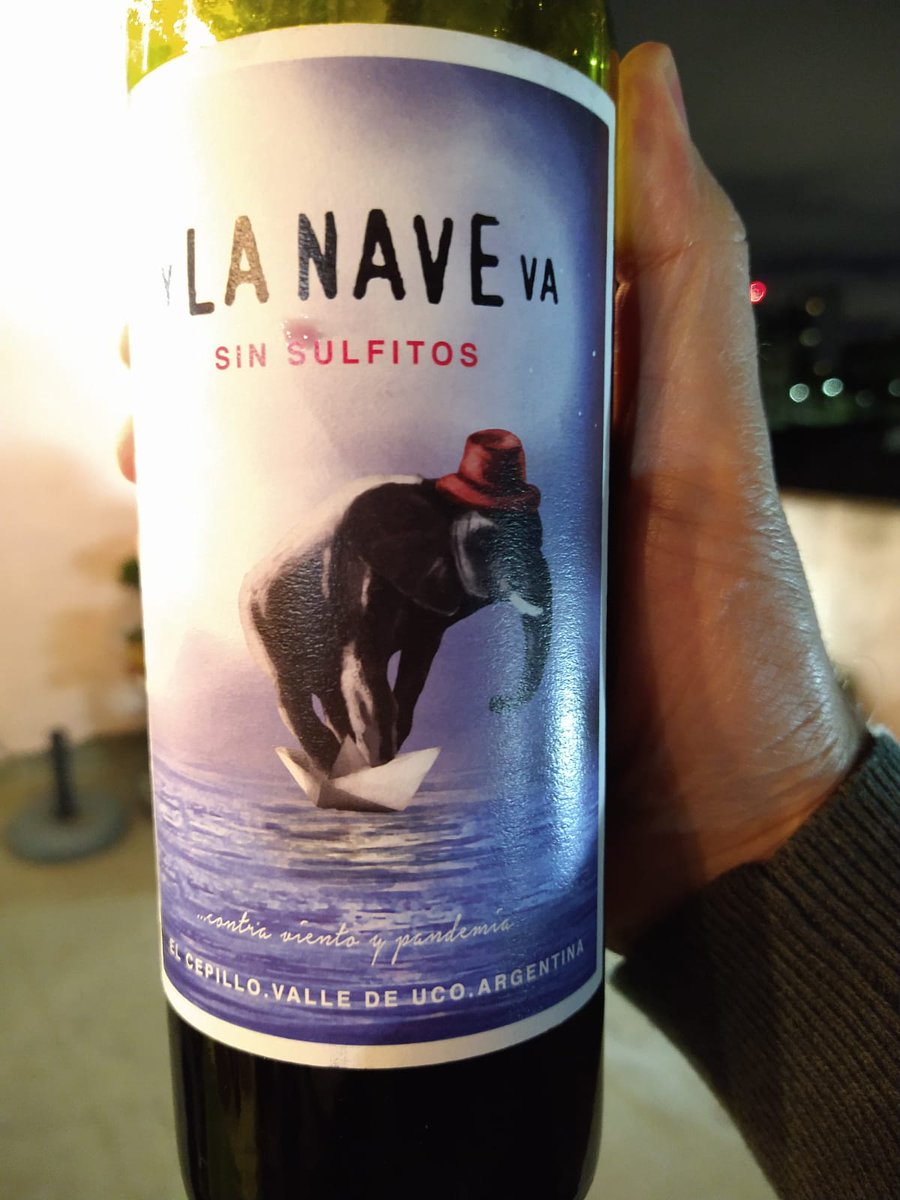 Y LA NAVE VA
SIN SULFITOS
...contra viento y pandemia
EL CEPILLO.VALLE DE UCO.ARGENTINA